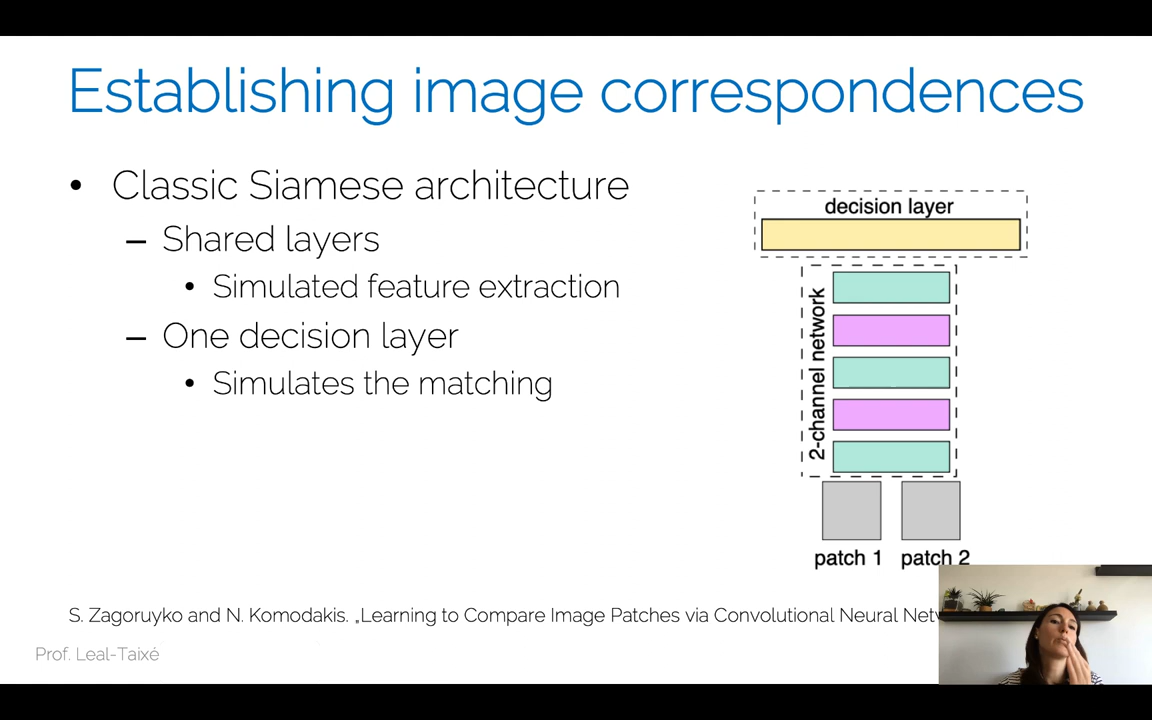 Establishing image correspondences
• Classic Siamese architecture
– Shared layers
• Simulated feature extraction
– One decision layer
• Simulates the matching
decision layer
2-channel network
patch 1 patch 2
S. Zagoruyko and N. Komodakis. „Learning to Compare Image Patches via Convolutional Neural
Prof. Leal-Taixé